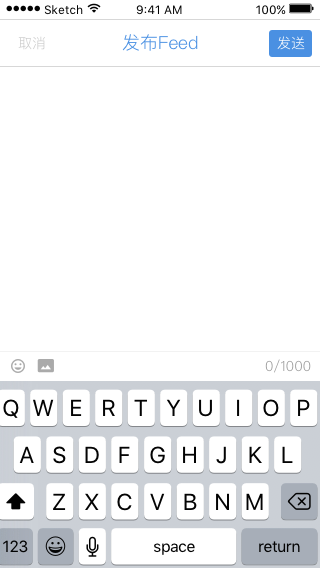 Sketch 9:41 AM 100%
取消 发布Feed 发送
0/1000
Q W E R T Y U I O P
A S D F G H J K L
Z X C V B N M
123 space return